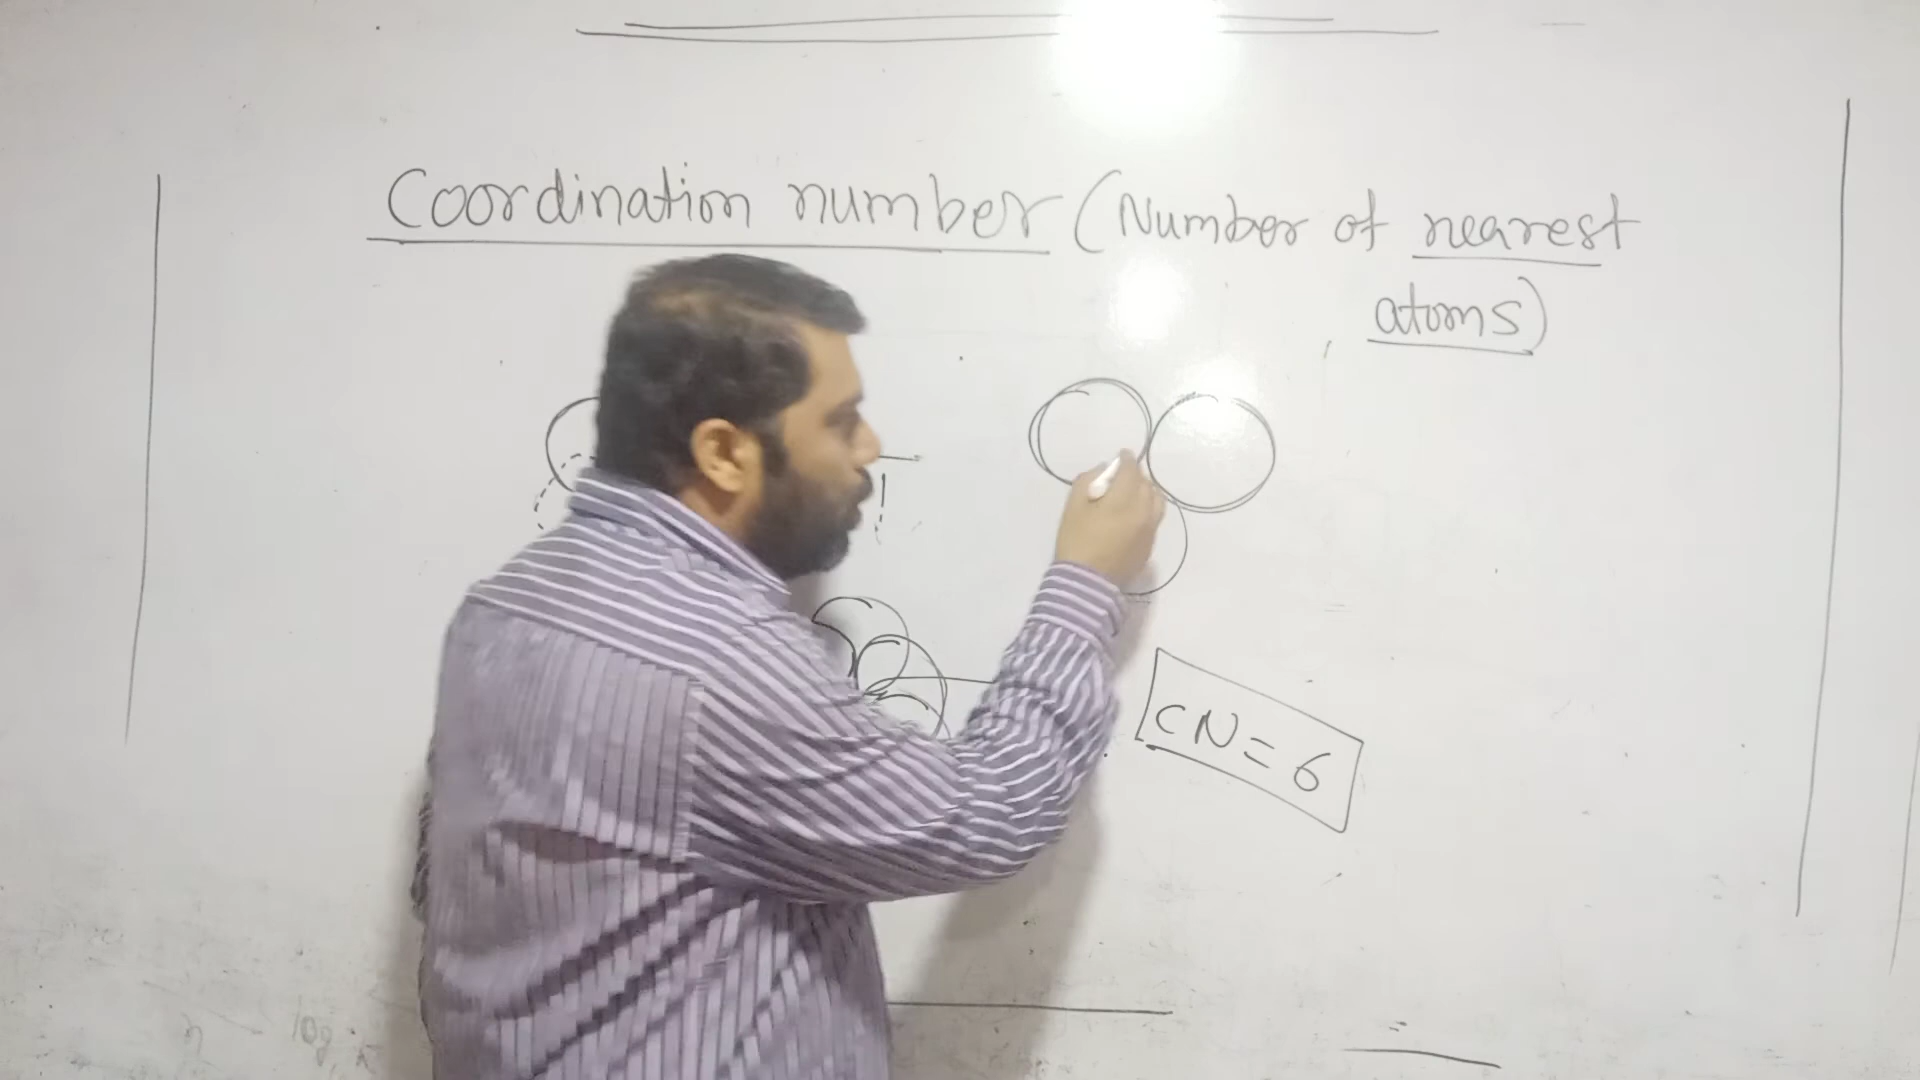 Coordination number (Number of nearest
atoms)
CN = 6